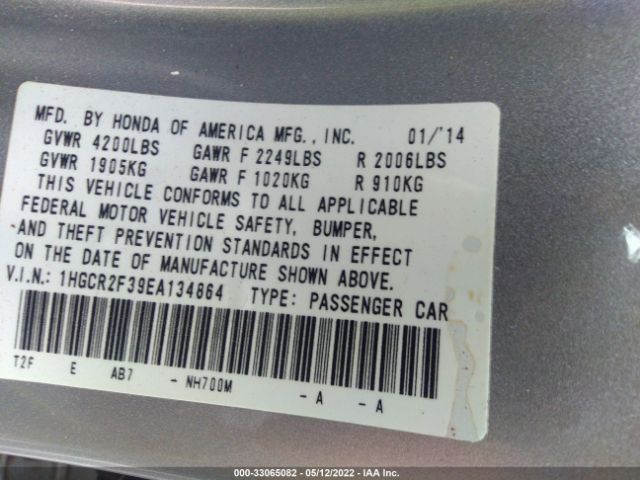 MFD. BY HONDA OF AMERICA MFG., INC. 01/'14
GVWR 4200LBS GAWR F 2249LBS R 2006LBS
GVWR 1905KG GAWR F 1020KG R 910KG
THIS VEHICLE CONFORMS TO ALL APPLICABLE
FEDERAL MOTOR VEHICLE SAFETY, BUMPER,
AND THEFT PREVENTION STANDARDS IN EFFECT
ON THE DATE OF MANUFACTURE SHOWN ABOVE.
V.I.N.: 1HGCR2F39EA134864 TYPE: PASSENGER CAR
T2F E AB7 - NH700M - A - A
000-33065082 - 05/12/2022 - IAA Inc.